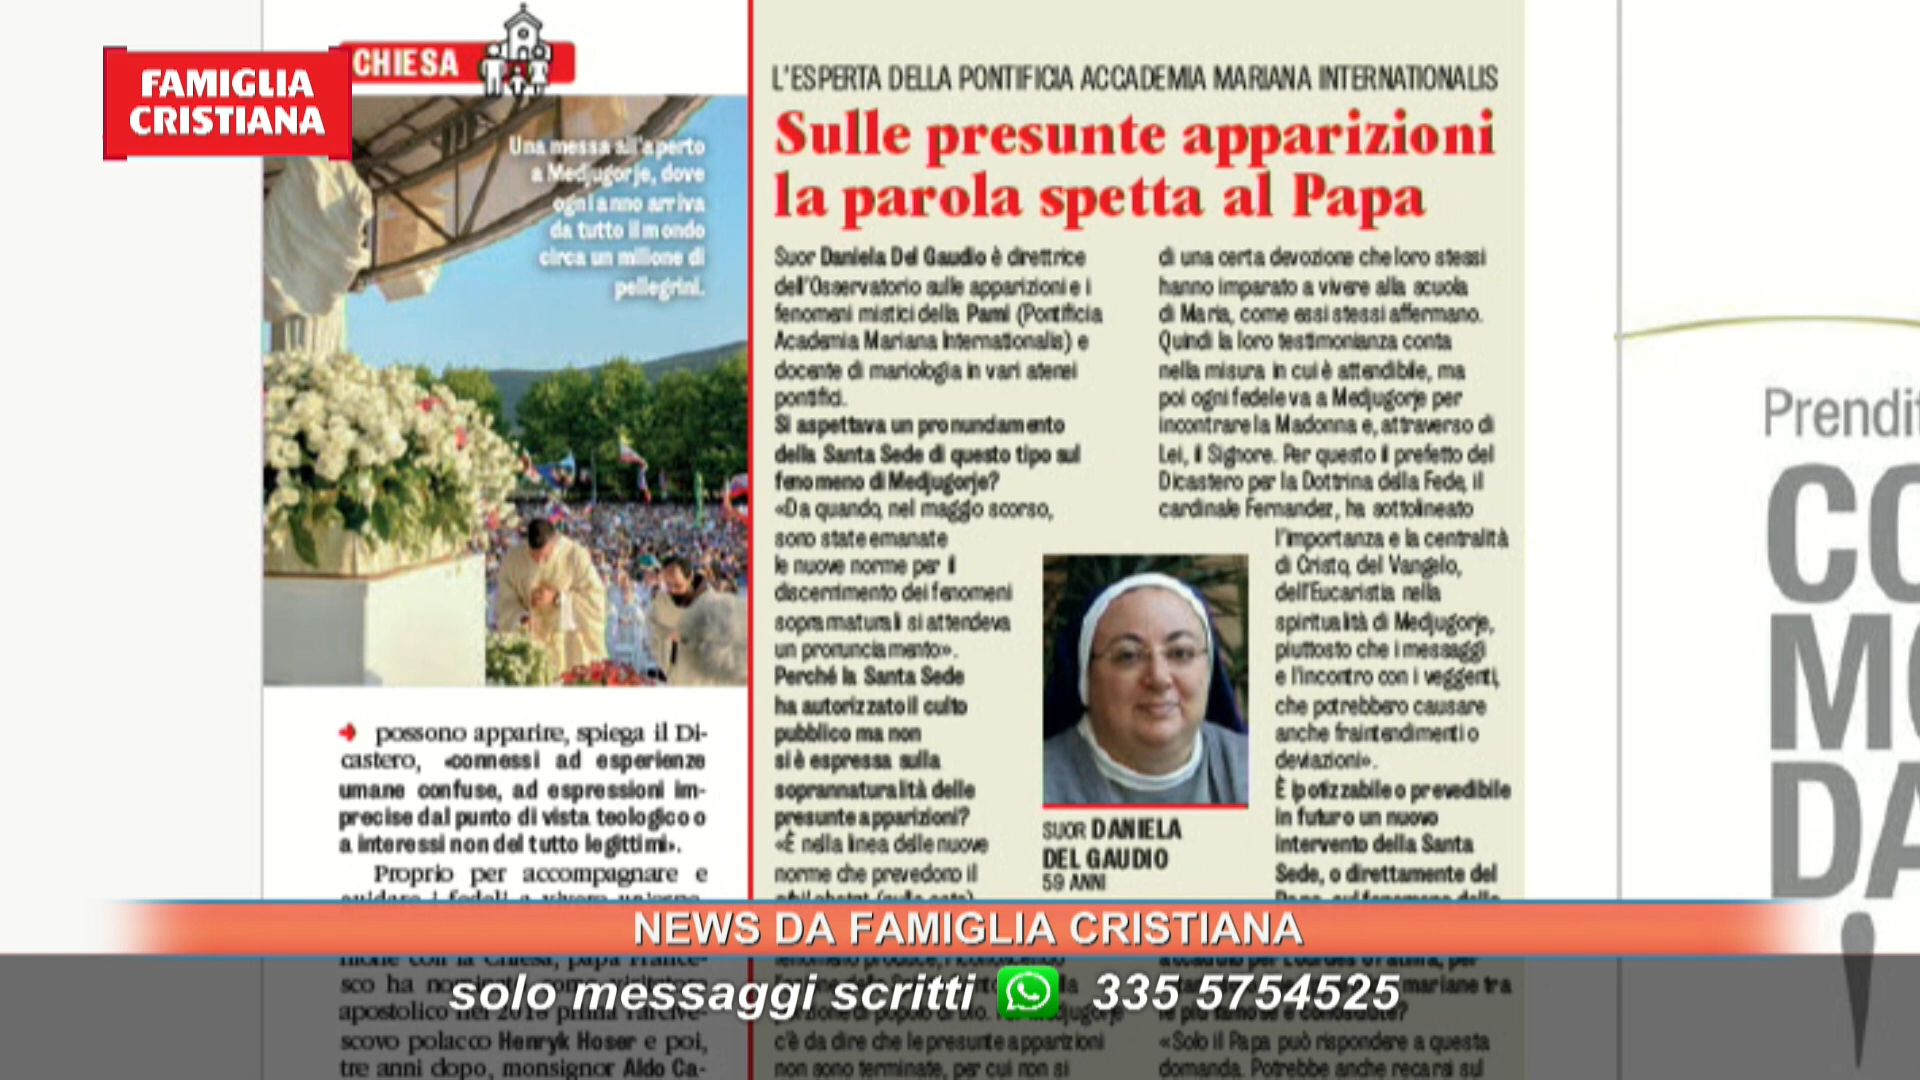 CHIESA
FAMIGLIA
CRISTIANA
Una messa all'aperto
a Medjugorje, dove
ogni anno arriva
da tutto il mondo
circa un milione di
pellegrini.
possono apparire, spiega il Di-
castero, «connessi ad esperienze
umane confuse, ad espressioni im-
precise dal punto di vista teologico o
a interessi non del tutto legittimi».
Proprio per accompagnare e
sco ha
apostolico nel 2018 prima l'arcive-
scovo polacco Henryk Hoser e poi,
tre anni dopo, monsignor Aldo Ca-
L'ESPERTA DELLA PONTIFICIA ACCADEMIA MARIANA INTERNATIONALIS
Sulle presunte apparizioni
la parola spetta al Papa
Suor Daniela Del Gaudio è direttrice
dell'Osservatorio sulle apparizioni e i
fenomeni mistici della Pami (Pontificia
Academia Mariana Internationalis) e
docente di mariologia in vari atenei
pontifici.
Si aspettava un pronunciamento
della Santa Sede di questo tipo sul
fenomeno di Medjugorje?
«Da quando, nel maggio scorso,
sono state emanate
le nuove norme per il
discernimento dei fenomeni
soprannaturali si attendeva
un pronunciamento».
Perché la Santa Sede
ha autorizzato il culto
pubblico ma non
si è espressa sulla
soprannaturalità delle
presunte apparizioni?
«È nella linea delle nuove
norme che prevedono il
c'è da dire che le presunte apparizioni
non sono terminate, per cui non si
SUOR DANIELA
DEL GAUDIO
59 ANNI
di una certa devozione che loro stessi
hanno imparato a vivere alla scuola
di Maria, come essi stessi affermano.
Quindi la loro testimonianza conta
nella misura in cui è attendibile, ma
poi ogni fedele va a Medjugorje per
incontrare la Madonna e, attraverso di
Lei, il Signore. Per questo il prefetto del
Dicastero per la Dottrina della Fede, il
cardinale Fernandez, ha sottolineato
l'importanza e la centralità
di Cristo, del Vangelo,
dell'Eucaristia nella
spiritualità di Medjugorje,
piuttosto che i messaggi
e l'incontro con i veggenti,
che potrebbero causare
anche fraintendimenti o
deviazioni».
È ipotizzabile o prevedibile
in futuro un nuovo
intervento della Santa
Sede, o direttamente del
mariane tra
«Solo il Papa può rispondere a questa
domanda. Potrebbe anche recarsi sul
Prendit
CO
MO
DA
NEWS DA FAMIGLIA CRISTIANA
solo messaggi scritti 335 5754525